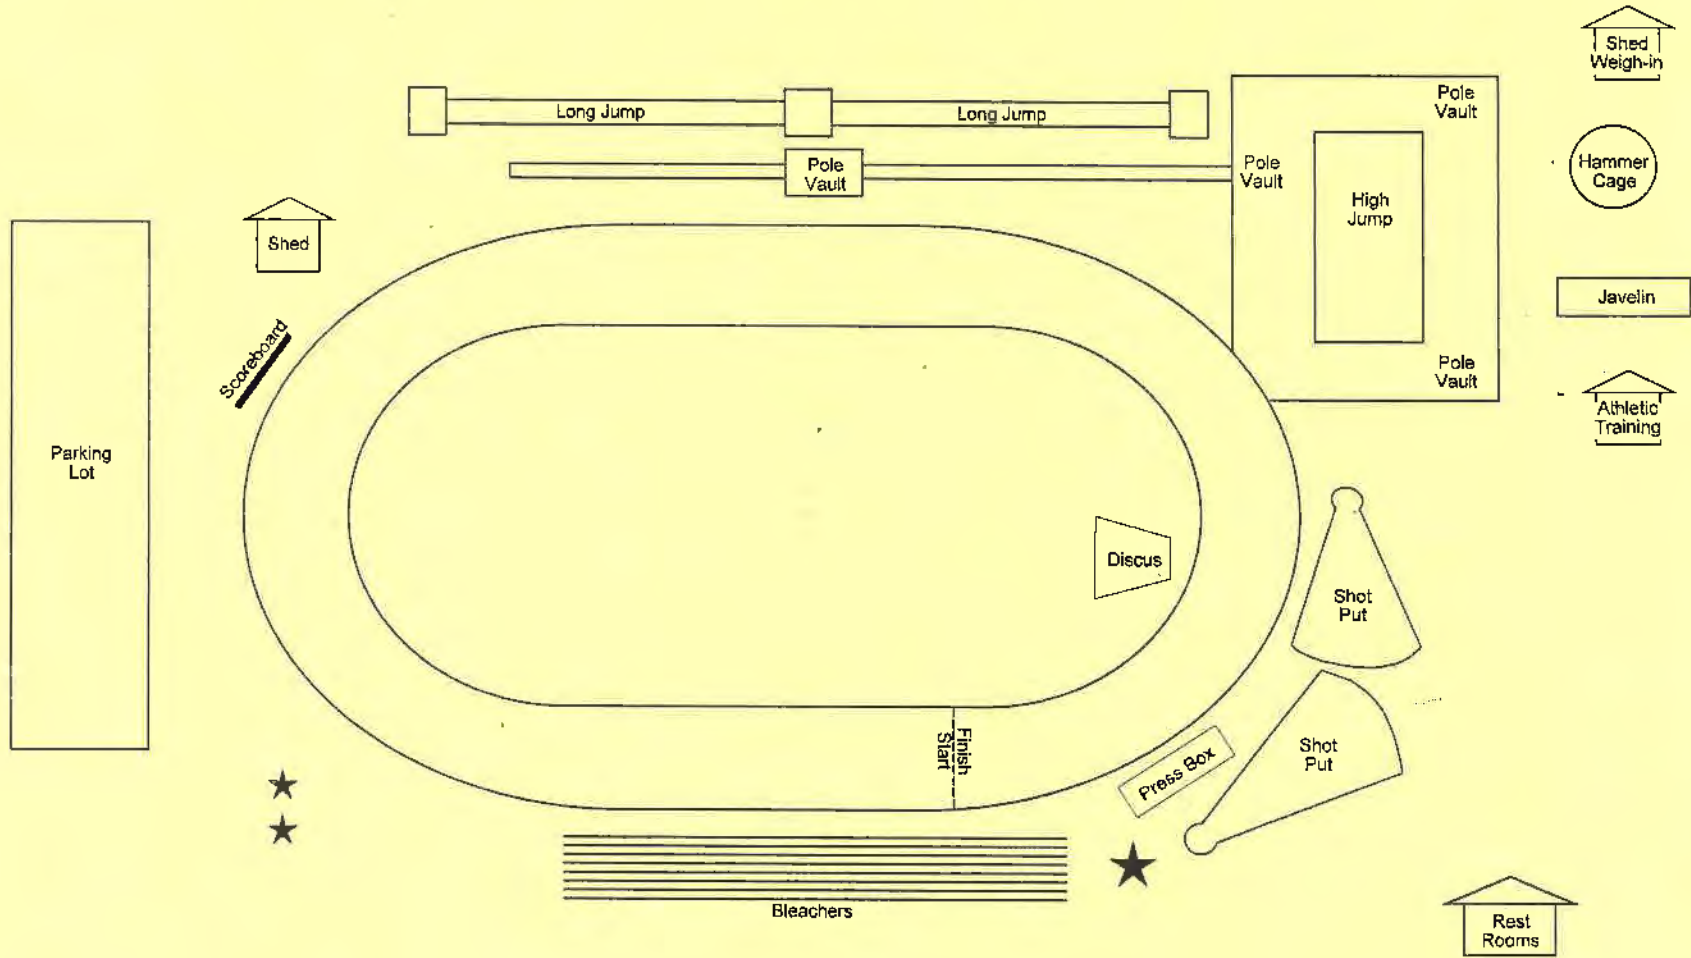 Shed
Weigh-in
Pole
Vault
Long Jump
Long Jump
Pole
Vault
Pole
Vault
Hammer
Cage
High
Jump
Shed
Javelin
Scoreboard
Pole
Vault
Athletic
Training
Parking
Lot
Discus
Shot
Put
Finish
Start
Shot
Put
Press Box
Bleachers
Rest
Rooms